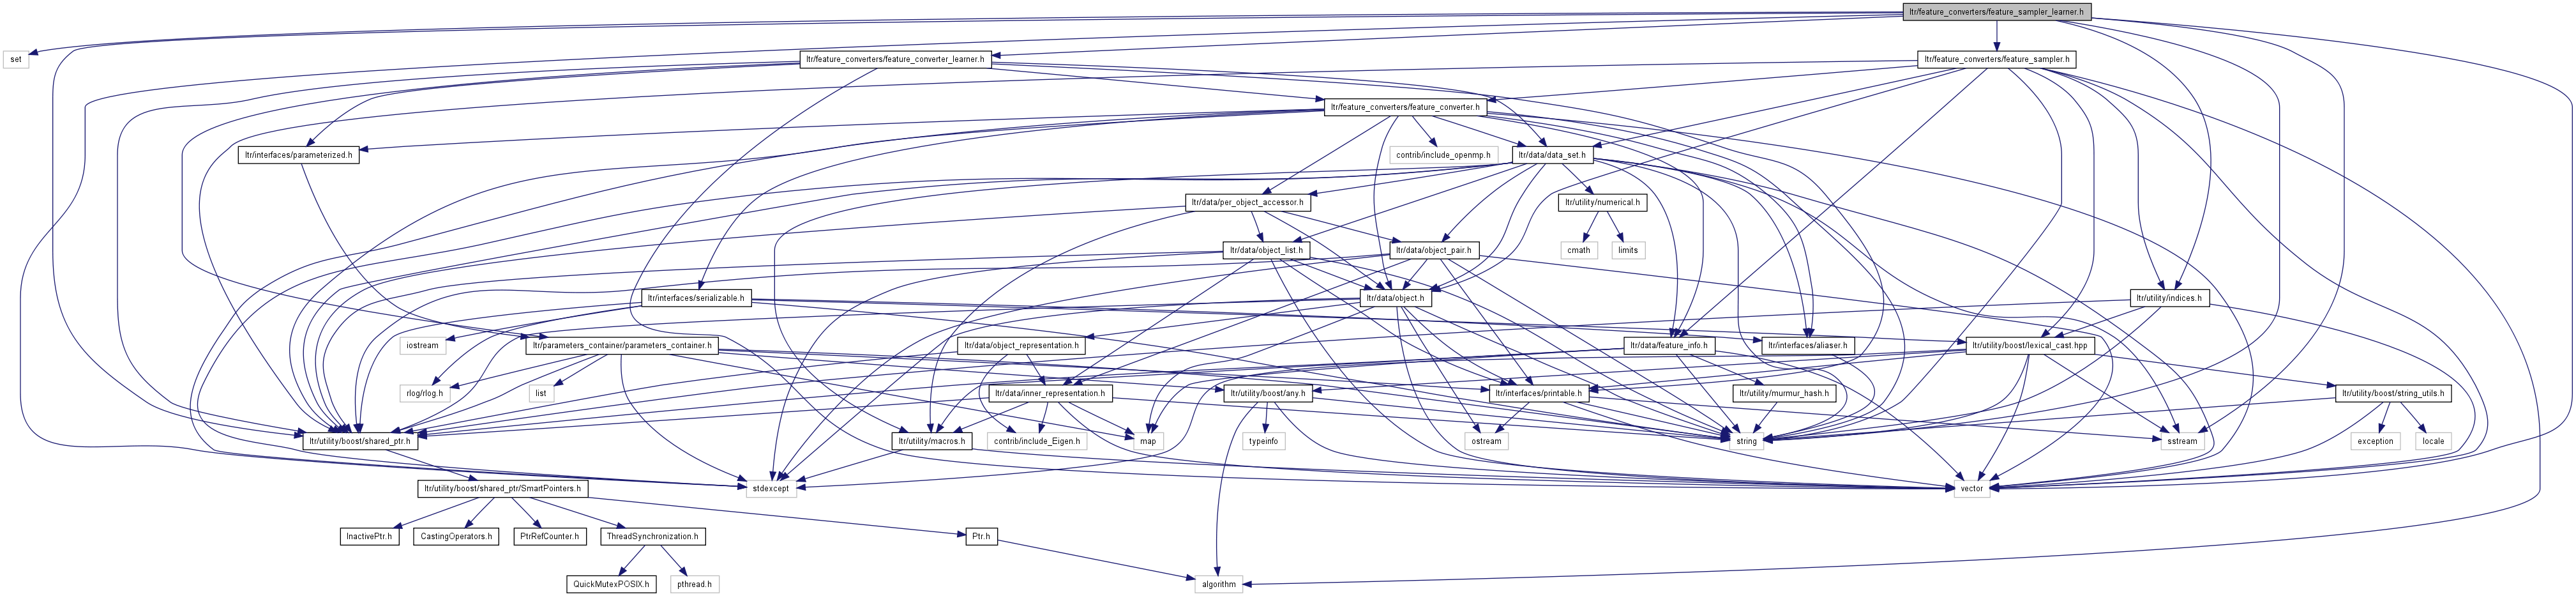 ltr/feature_converters/feature_sampler_learner.h
set
ltr/feature_converters/feature_converter_learner.h
ltr/feature_converters/feature_sampler.h
ltr/feature_converters/feature_converter.h
ltr/interfaces/parameterized.h
contrib/include_openmp.h
ltr/data/data_set.h
ltr/data/per_object_accessor.h
ltr/utility/numerical.h
ltr/data/object_list.h
ltr/data/object_pair.h
cmath
limits
ltr/interfaces/serializable.h
ltr/data/object.h
ltr/utility/indices.h
iostream
ltr/parameters_container/parameters_container.h
ltr/data/object_representation.h
ltr/data/feature_info.h
ltr/interfaces/aliaser.h
ltr/utility/boost/lexical_cast.hpp
rlog/rlog.h
list
ltr/data/inner_representation.h
ltr/utility/boost/any.h
ltr/interfaces/printable.h
ltr/utility/murmur_hash.h
ltr/utility/boost/string_utils.h
ltr/utility/boost/shared_ptr.h
ltr/utility/macros.h
contrib/include_Eigen.h
map
typeinfo
ostream
string
sstream
exception
locale
ltr/utility/boost/shared_ptr/SmartPointers.h
stdexcept
vector
InactivePtr.h
CastingOperators.h
PtrRefCounter.h
ThreadSynchronization.h
Ptr.h
QuickMutexPOSIX.h
pthread.h
algorithm